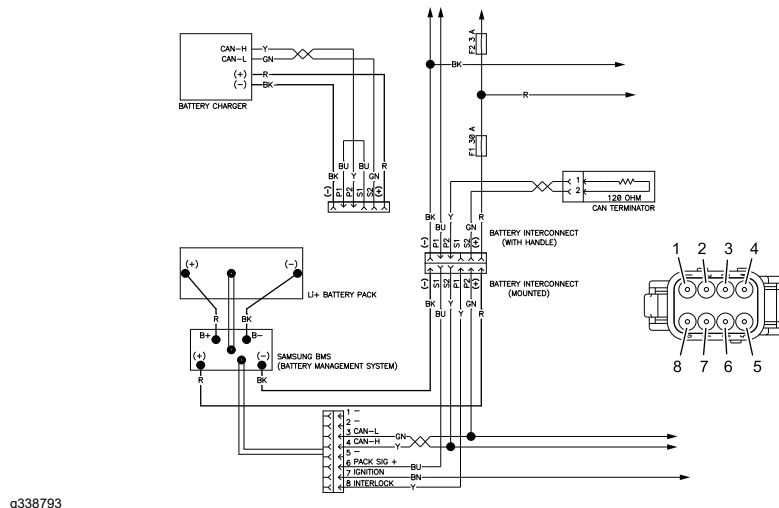 CAN-H Y
CAN-L GN
(+) R
(-) BK
BATTERY CHARGER
BU BU R
BK Y GN
(-) P1 P2 S1 S2 (+)
F2 3 A
BK
R
F1 30 A
1
2
120 OHM
CAN TERMINATOR
BK Y GN R
BU
(-) P1 P2 S1 S2 (+)
BATTERY INTERCONNECT
(WITH HANDLE)
(-) S1 S2 P1 P2 (+)
BATTERY INTERCONNECT
(MOUNTED)
BK Y GN
BU Y R
(+) (-)
Li+ BATTERY PACK
R BK
B+ B-
(+) (-)
SAMSUNG BMS
(BATTERY MANAGEMENT SYSTEM)
R BK
1 -
2 -
3 CAN-L GN
4 CAN-H Y
5 -
6 PACK SIG + BU
7 IGNITION BN
8 INTERLOCK Y
1 2 3 4
8 7 6 5
g338793